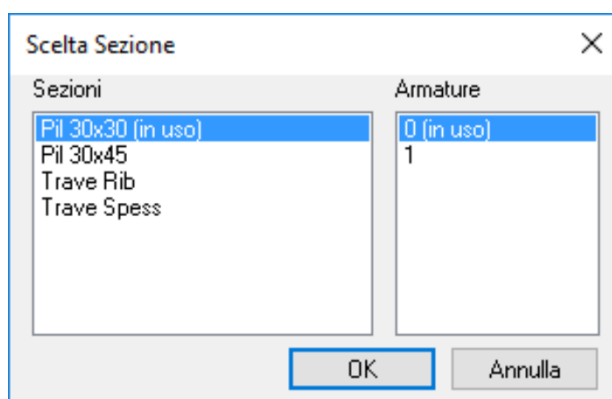 Scelta Sezione
Sezioni
Armature
Pil 30x30 (in uso)
Pil 30x45
Trave Rib
Trave Spess
0 (in uso)
1
OK
Annulla